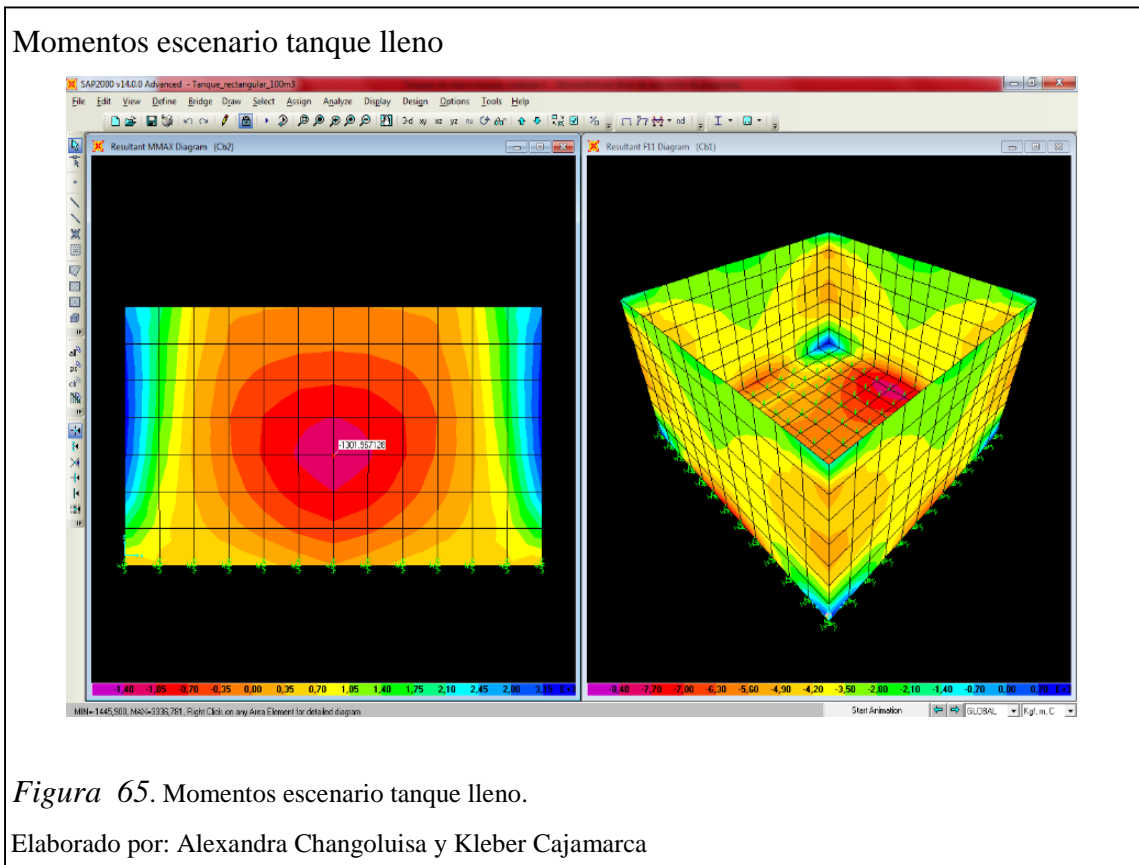 Momentos escenario tanque lleno
SAP2000 v14.0.0 Advanced - Tanque_rectangular_100m3
File Edit View Define Bridge Draw Select Assign Analyze Display Design Options Tools Help
3-d xy xz yz nv
nd
Resultant MMAX Diagram (Cb2)
Resultant F11 Diagram (Cb1)
-1301,967128
-1,40 -1,05 -0,70 -0,35 0,00 0,35 0,70 1,05 1,40 1,75 2,10 2,45
-8,40 -7,70 -7,00 -6,30 -5,60 -4,90 -4,20 -3,50 -2,80 -2,10 -1,40 -0,70 0,00 0,70
MIN=-1445,900, MAX=3336,781, Right Click on any Area Element for detailed diagram
Start Animation GLOBAL Kgf, m, C
Figura 65. Momentos escenario tanque lleno.
Elaborado por: Alexandra Changoluisa y Kleber Cajamarca